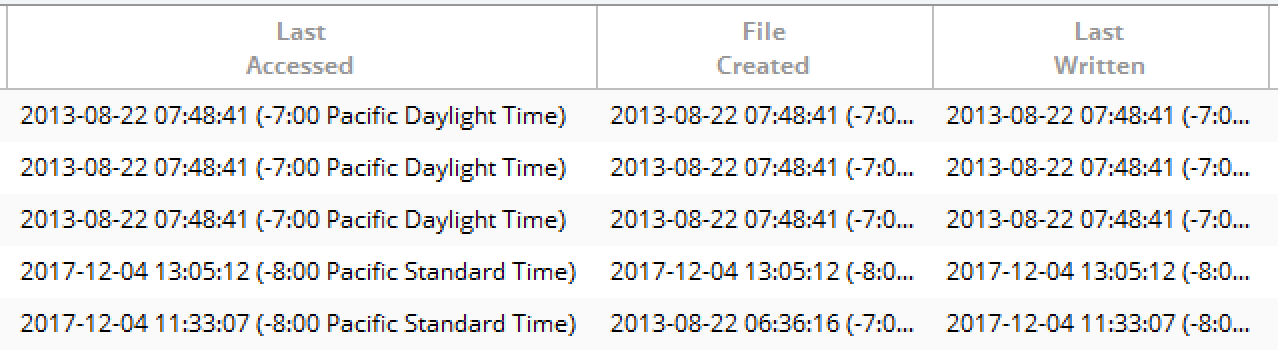 Last Accessed File Created Last Written
2013-08-22 07:48:41 (-7:00 Pacific Daylight Time) 2013-08-22 07:48:41 (-7:0... 2013-08-22 07:48:41 (-7:0...
2013-08-22 07:48:41 (-7:00 Pacific Daylight Time) 2013-08-22 07:48:41 (-7:0... 2013-08-22 07:48:41 (-7:0...
2013-08-22 07:48:41 (-7:00 Pacific Daylight Time) 2013-08-22 07:48:41 (-7:0... 2013-08-22 07:48:41 (-7:0...
2017-12-04 13:05:12 (-8:00 Pacific Standard Time) 2017-12-04 13:05:12 (-8:0... 2017-12-04 13:05:12 (-8:0...
2017-12-04 11:33:07 (-8:00 Pacific Standard Time) 2013-08-22 06:36:16 (-7:0... 2017-12-04 11:33:07 (-8:0...